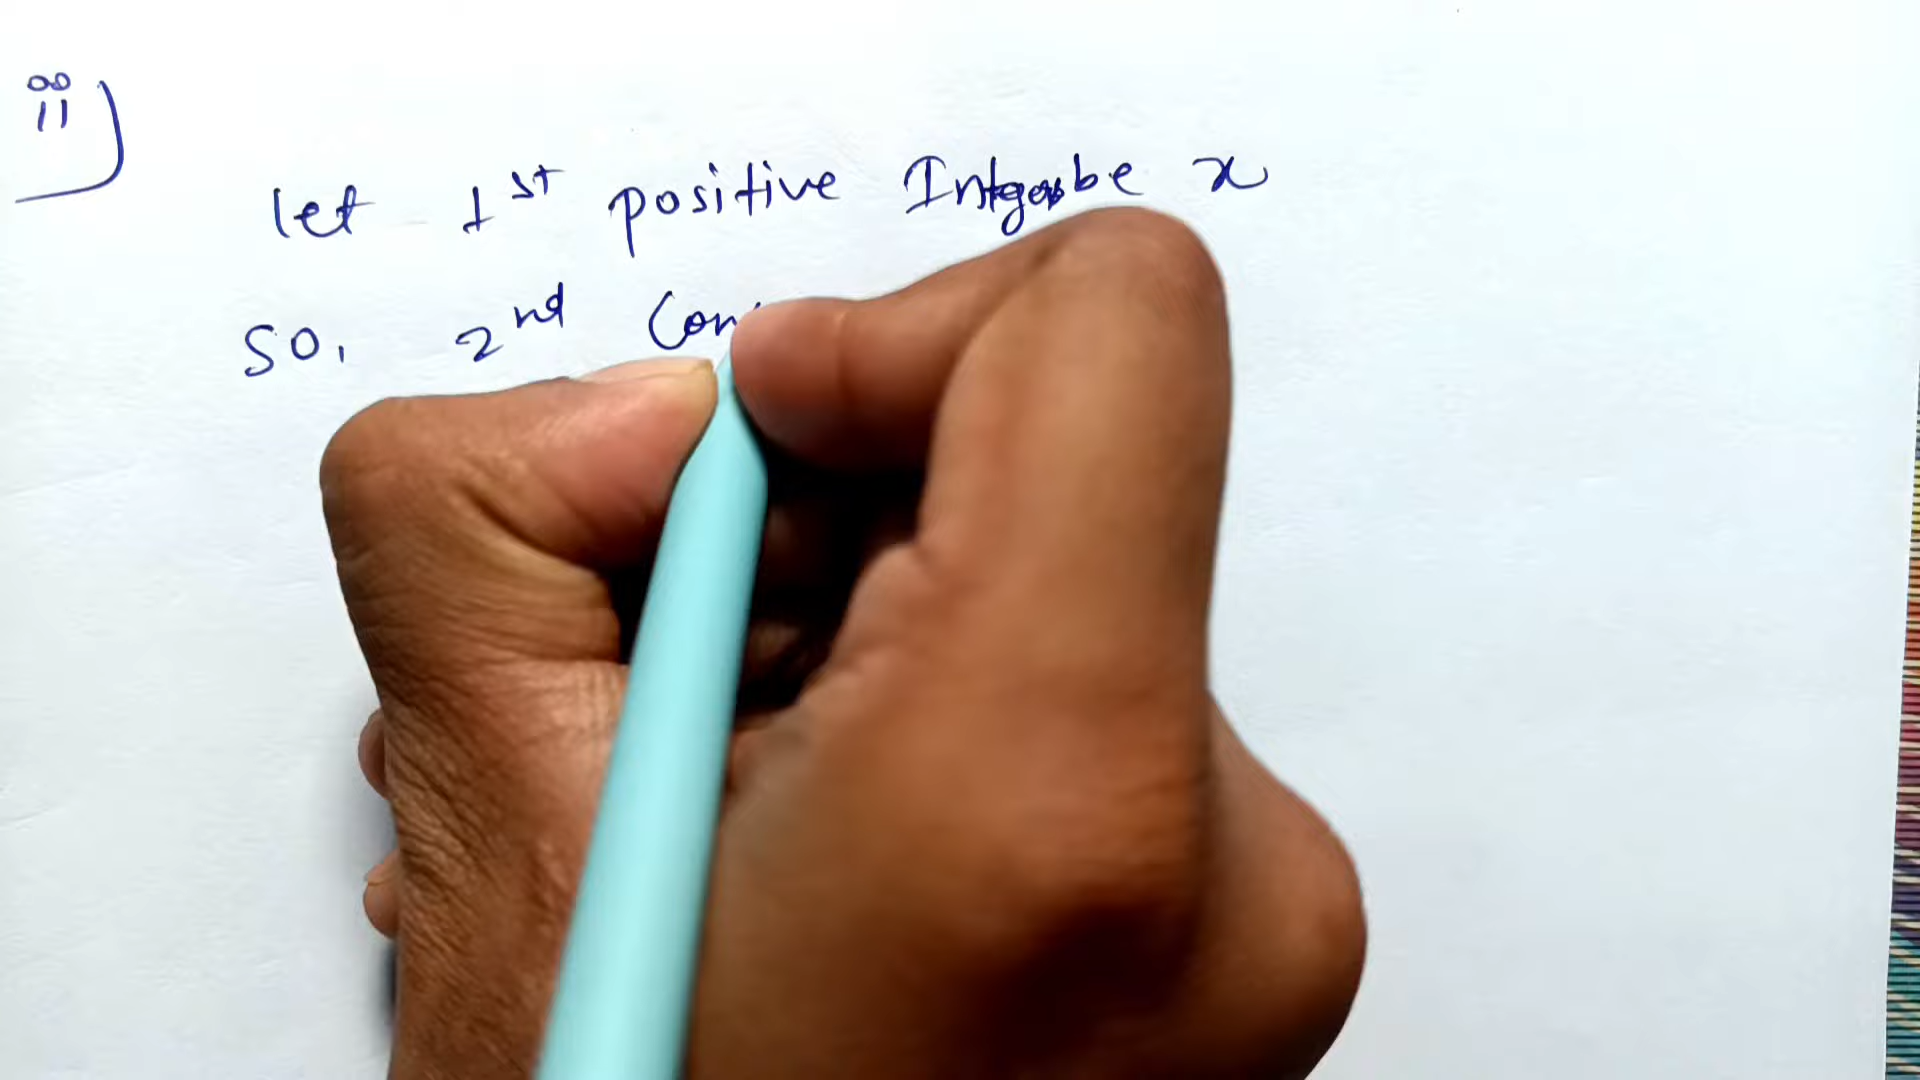 ii)
let 1st positive Integer be x
So, 2nd Con